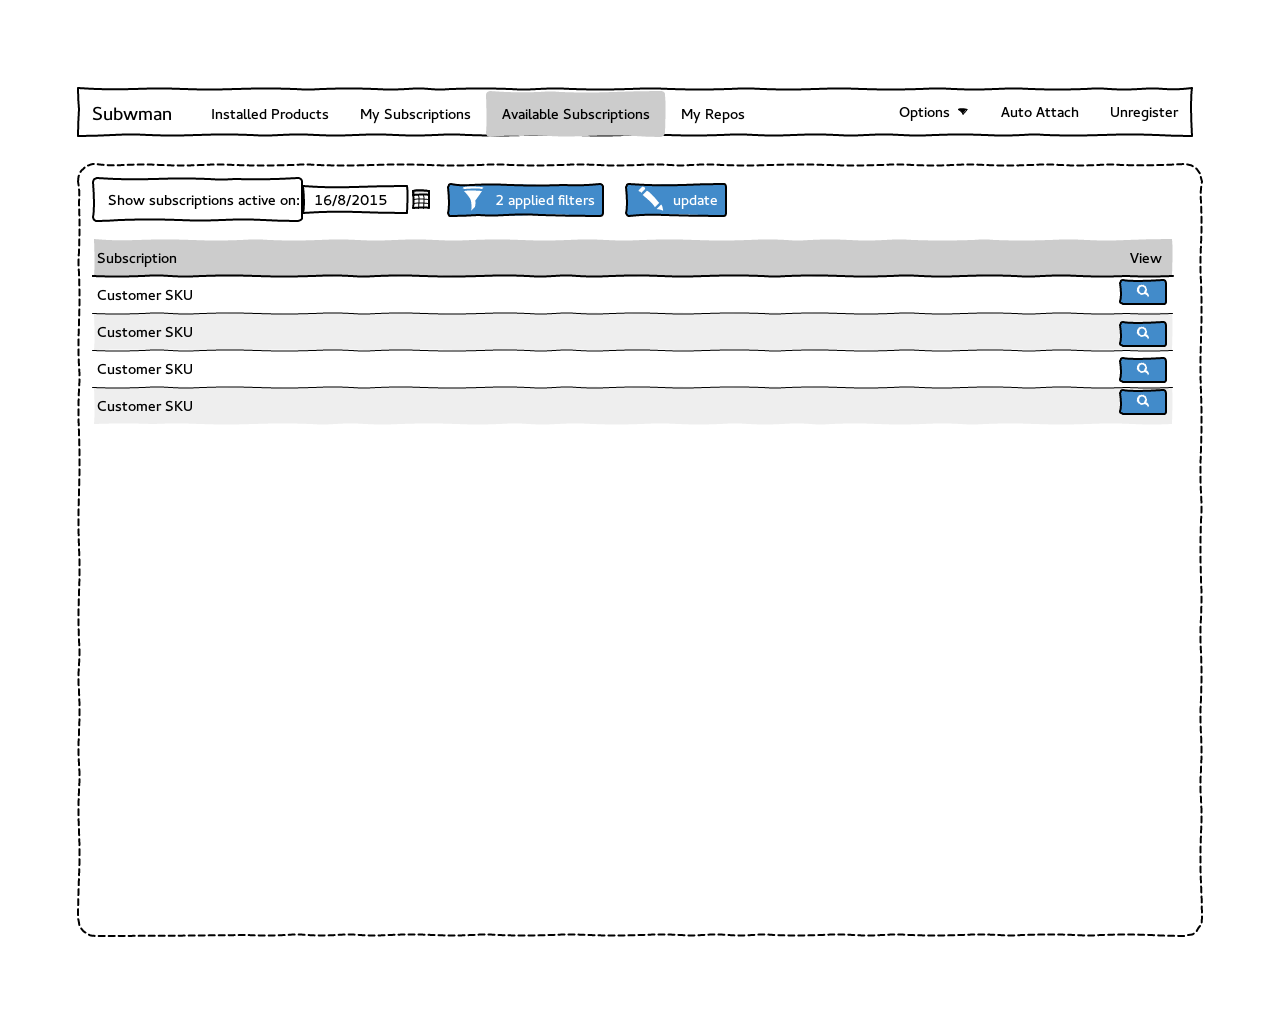 Subwman Installed Products My Subscriptions Available Subscriptions My Repos Options Auto Attach Unregister
Show subscriptions active on: 16/8/2015 2 applied filters update
Subscription View
Customer SKU
Customer SKU
Customer SKU
Customer SKU